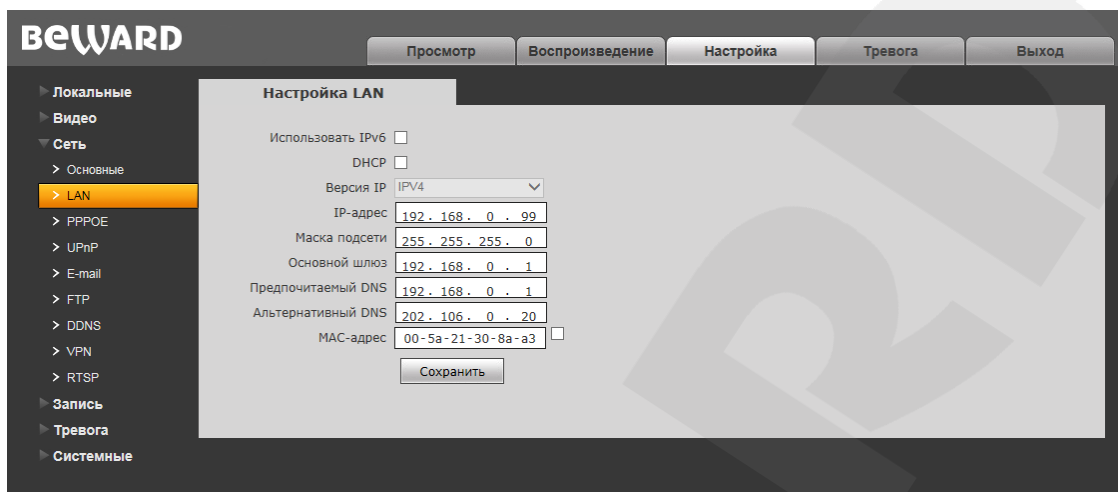 BEWARD
Просмотр Воспроизведение Настройка Тревога Выход
Локальные
Видео
Сеть
> Основные
> LAN
> PPPOE
> UPnP
> E-mail
> FTP
> DDNS
> VPN
> RTSP
Запись
Тревога
Системные
Настройка LAN
Использовать IPv6
DHCP
Версия IP IPV4
IP-адрес 192. 168. 0 . 99
Маска подсети 255. 255. 255. 0
Основной шлюз 192. 168. 0 . 1
Предпочитаемый DNS 192. 168. 0 . 1
Альтернативный DNS 202. 106. 0 . 20
MAC-адрес 00-5a-21-30-8a-a3
Сохранить